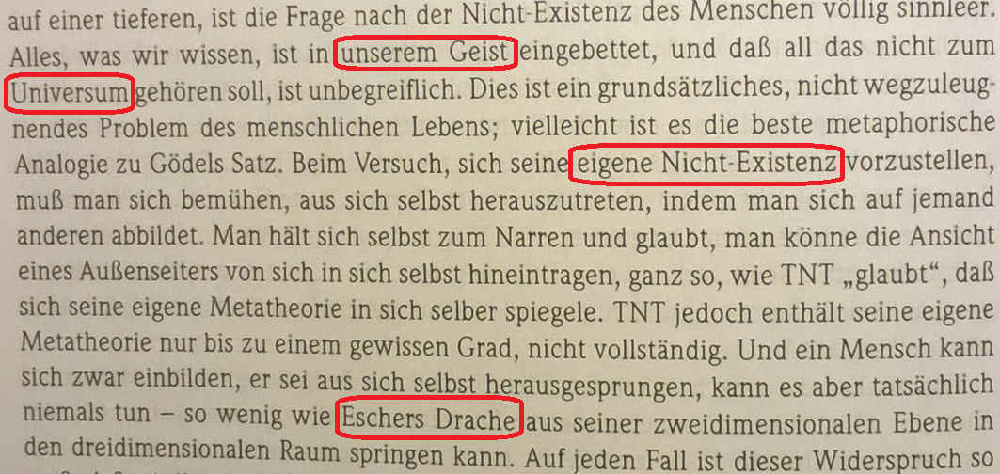 auf einer tieferen, ist die Frage nach der Nicht-Existenz des Menschen völlig sinnleer.
Alles, was wir wissen, ist in unserem Geist eingebettet, und daß all das nicht zum
Universum gehören soll, ist unbegreiflich. Dies ist ein grundsätzliches, nicht wegzuleug-
nendes Problem des menschlichen Lebens; vielleicht ist es die beste metaphorische
Analogie zu Gödels Satz. Beim Versuch, sich seine eigene Nicht-Existenz vorzustellen,
muß man sich bemühen, aus sich selbst herauszutreten, indem man sich auf jemand
anderen abbildet. Man hält sich selbst zum Narren und glaubt, man könne die Ansicht
eines Außenseiters von sich in sich selbst hineintragen, ganz so, wie TNT „glaubt“, daß
sich seine eigene Metatheorie in sich selber spiegele. TNT jedoch enthält seine eigene
Metatheorie nur bis zu einem gewissen Grad, nicht vollständig. Und ein Mensch kann
sich zwar einbilden, er sei aus sich selbst herausgesprungen, kann es aber tatsächlich
niemals tun – so wenig wie Eschers Drache aus seiner zweidimensionalen Ebene in
den dreidimensionalen Raum springen kann. Auf jeden Fall ist dieser Widerspruch so